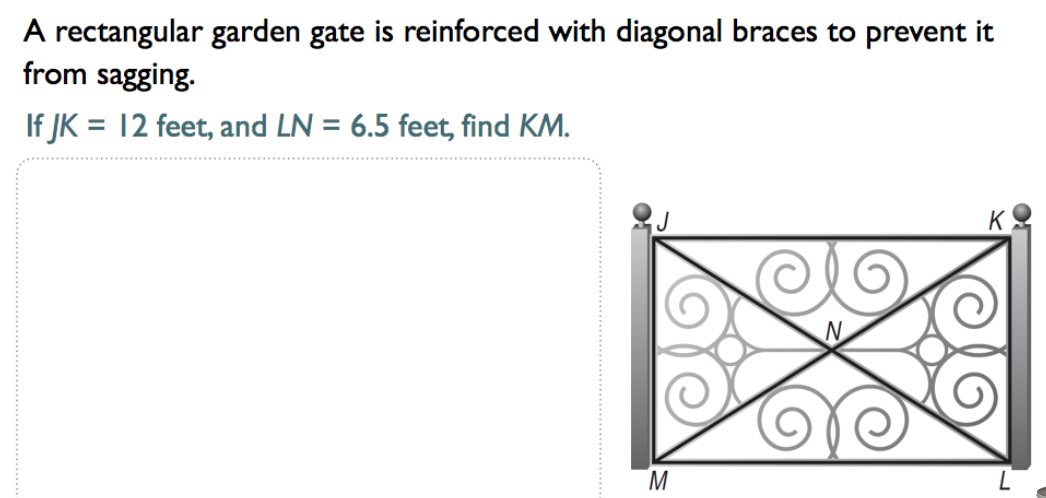 A rectangular garden gate is reinforced with diagonal braces to prevent it
from sagging.
If JK = 12 feet, and LN = 6.5 feet, find KM.
J
K
N
M
L